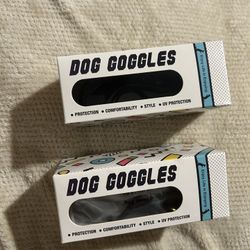 DOG GOGGLES
• PROTECTION • COMFORTABILITY • STYLE • UV PROTECTION
DOG GOGGLES
• PROTECTION • COMFORTABILITY • STYLE • UV PROTECTION